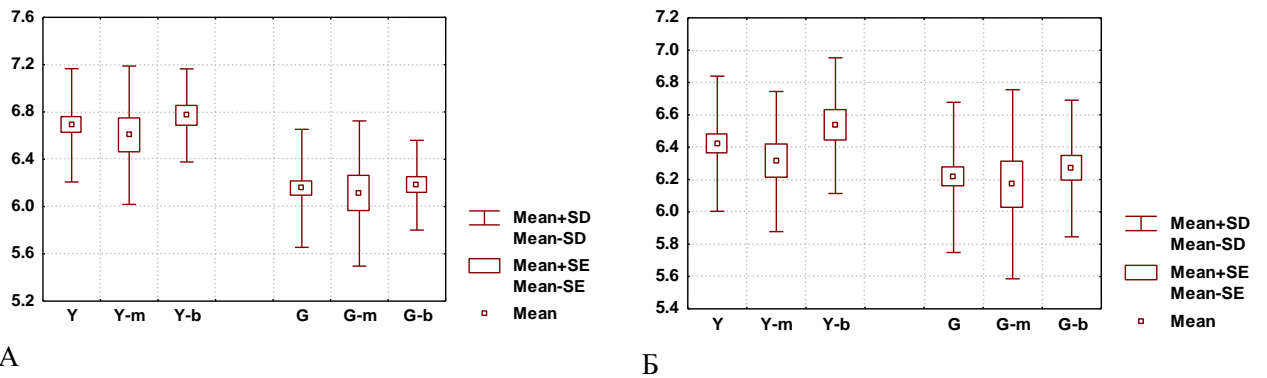 7.6
7.2
6.8
6.4
6.0
5.6
5.2
Y Y-m Y-b G G-m G-b
Mean+SD
Mean-SD
Mean+SE
Mean-SE
Mean
А
7.2
7.0
6.8
6.6
6.4
6.2
6.0
5.8
5.6
5.4
Y Y-m Y-b G G-m G-b
Mean+SD
Mean-SD
Mean+SE
Mean-SE
Mean
Б